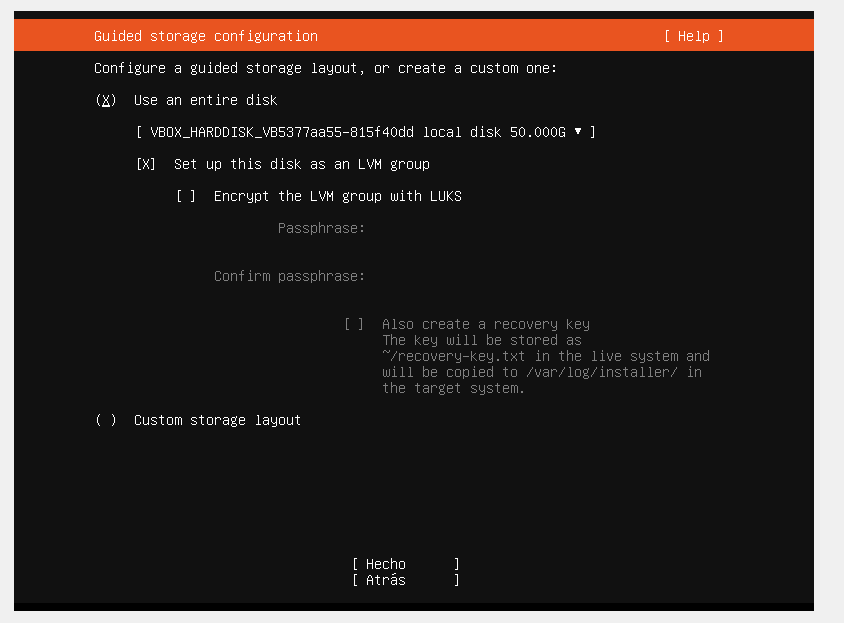 Guided storage configuration [ Help ]
Configure a guided storage layout, or create a custom one:
(X) Use an entire disk
[ VBOX_HARDDISK_VB5377aa55-815f40dd local disk 50.000G ▼ ]
[X] Set up this disk as an LVM group
[ ] Encrypt the LVM group with LUKS
Passphrase:
Confirm passphrase:
[ ] Also create a recovery key
The key will be stored as
~/recovery-key.txt in the live system and
will be copied to /var/log/installer/ in
the target system.
( ) Custom storage layout
[ Hecho ]
[ Atrás ]